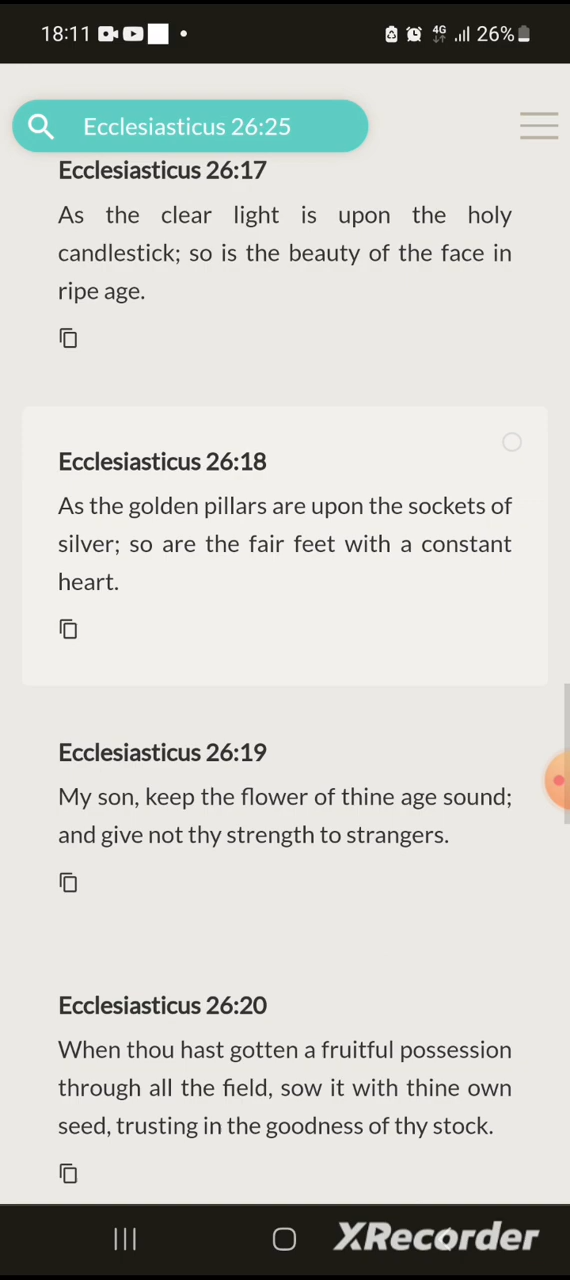 18:11
4G
26%
Ecclesiasticus 26:25
Ecclesiasticus 26:17
As the clear light is upon the holy
candlestick; so is the beauty of the face in
ripe age.
Ecclesiasticus 26:18
As the golden pillars are upon the sockets of
silver; so are the fair feet with a constant
heart.
Ecclesiasticus 26:19
My son, keep the flower of thine age sound;
and give not thy strength to strangers.
Ecclesiasticus 26:20
When thou hast gotten a fruitful possession
through all the field, sow it with thine own
seed, trusting in the goodness of thy stock.
XRecorder